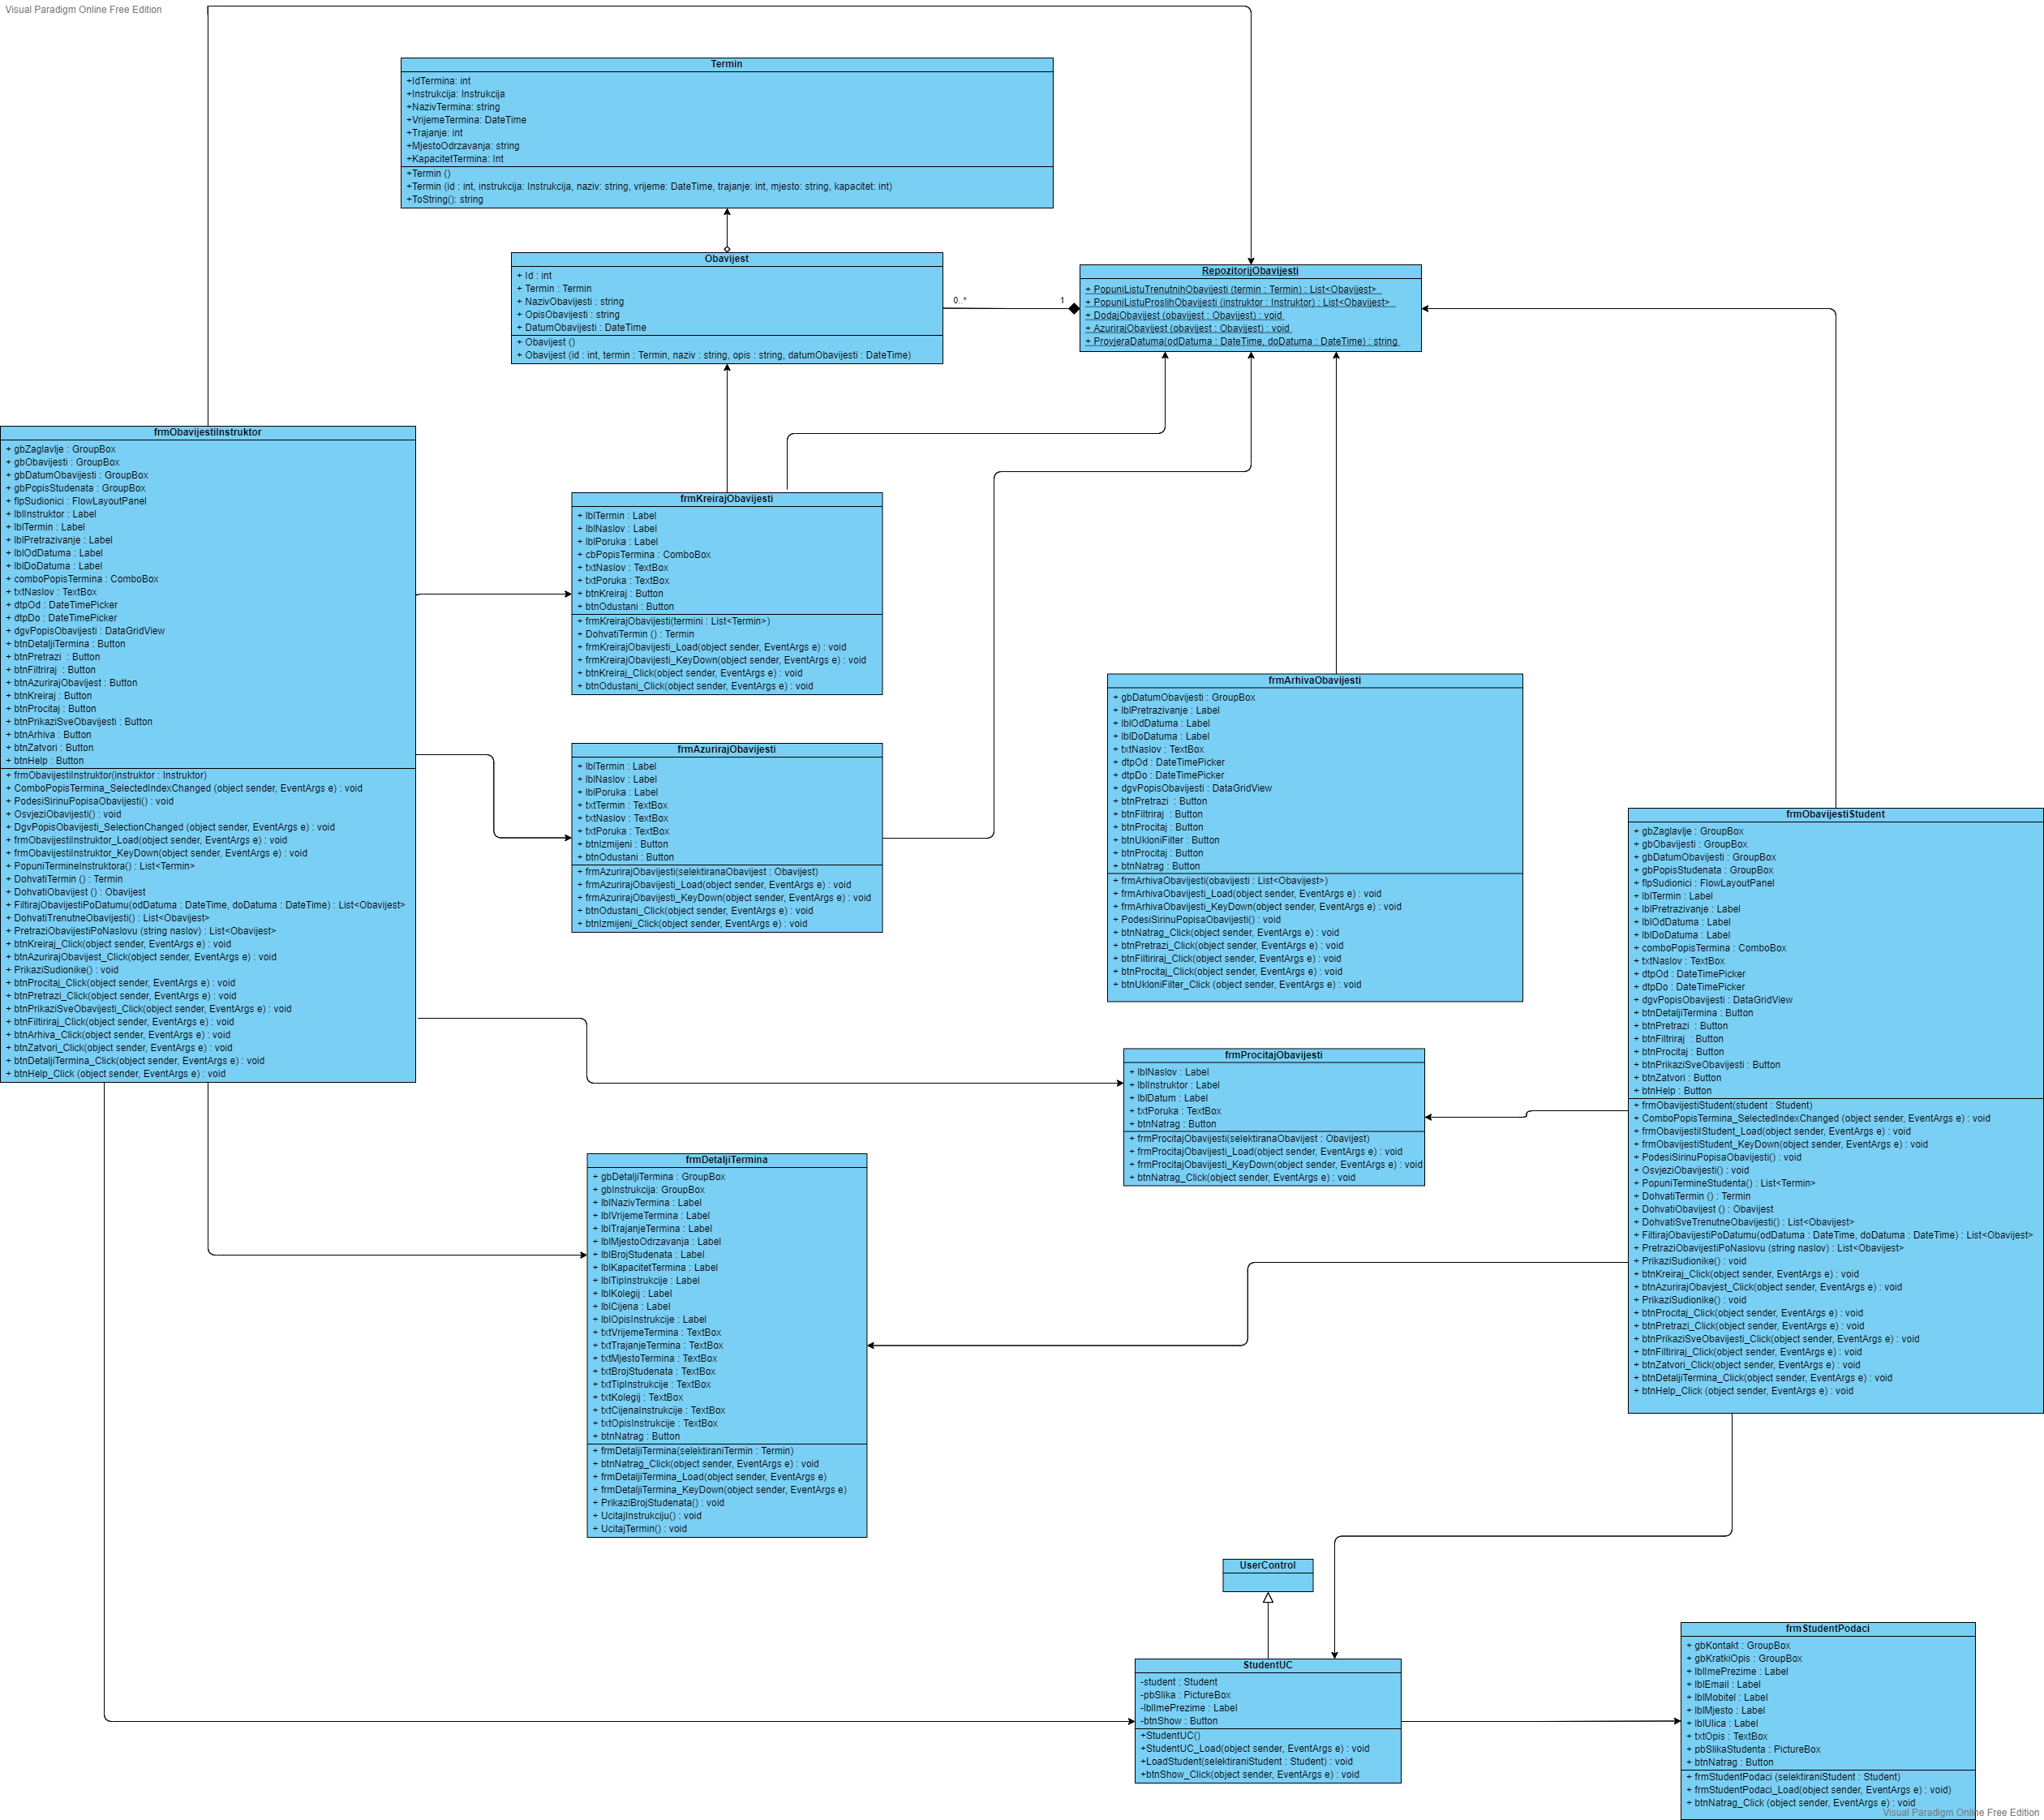 Visual Paradigm Online Free Edition
Termin
+IdTermina: int
+Instrukcija: Instrukcija
+NazivTermina: string
+VrijemeTermina: DateTime
+Trajanje: int
+MjestoOdrzavanja: string
+KapacitetTermina: Int
+Termin ()
+Termin (id : int, instrukcija: Instrukcija, naziv: string, vrijeme: DateTime, trajanje: int, mjesto: string, kapacitet: int)
+ToString(): string
Obavijest
+ Id : int
+ Termin : Termin
+ NazivObavijesti : string
+ OpisObavijesti : string
+ DatumObavijesti : DateTime
+ Obavijest ()
+ Obavijest (id : int, termin : Termin, naziv : string, opis : string, datumObavijesti : DateTime)
0..*
1
RepozitorijObavijesti
+ PopuniListuTrenutnihObavijesti (termin : Termin) : List<Obavijest>
+ PopuniListuProslihObavijesti (instruktor : Instruktor) : List<Obavijest>
+ DodajObavijest (obavijest : Obavijest) : void
+ AzurirajObavijest (obavijest : Obavijest) : void
+ ProvjeraDatuma(odDatuma : DateTime, doDatuma : DateTime) : string
frmObavijestiInstruktor
+ gbZaglavlje : GroupBox
+ gbObavijesti : GroupBox
+ gbDatumObavijesti : GroupBox
+ gbPopisStudenata : GroupBox
+ flpSudionici : FlowLayoutPanel
+ lblInstruktor : Label
+ lblTermin : Label
+ lblPretrazivanje : Label
+ lblOdDatuma : Label
+ lblDoDatuma : Label
+ comboPopisTermina : ComboBox
+ txtNaslov : TextBox
+ dtpOd : DateTimePicker
+ dtpDo : DateTimePicker
+ dgvPopisObavijesti : DataGridView
+ btnDetaljiTermina : Button
+ btnPretrazi  : Button
+ btnFiltriraj  : Button
+ btnAzurirajObavijest : Button
+ btnKreiraj : Button
+ btnProcitaj : Button
+ btnPrikaziSveObavijesti : Button
+ btnArhiva : Button
+ btnZatvori : Button
+ btnHelp : Button
+ frmObavijestiInstruktor(instruktor : Instruktor)
+ ComboPopisTermina_SelectedIndexChanged (object sender, EventArgs e) : void
+ PodesiSirinuPopisaObavijesti() : void
+ OsvjeziObavijesti() : void
+ DgvPopisObavijesti_SelectionChanged (object sender, EventArgs e) : void
+ frmObavijestiInstruktor_Load(object sender, EventArgs e) : void
+ frmObavijestiInstruktor_KeyDown(object sender, EventArgs e) : void
+ PopuniTermineInstruktora() : List<Termin>
+ DohvatiTermin () : Termin
+ DohvatiObavijest () : Obavijest
+ FiltirajObavijestiPoDatumu(odDatuma : DateTime, doDatuma : DateTime) : List<Obavijest>
+ DohvatiTrenutneObavijesti() : List<Obavijest>
+ PretraziObavijestiPoNaslovu (string naslov) : List<Obavijest>
+ btnKreiraj_Click(object sender, EventArgs e) : void
+ btnAzurirajObavijest_Click(object sender, EventArgs e) : void
+ PrikaziSudionike() : void
+ btnProcitaj_Click(object sender, EventArgs e) : void
+ btnPretrazi_Click(object sender, EventArgs e) : void
+ btnPrikaziSveObavijesti_Click(object sender, EventArgs e) : void
+ btnFiltiriraj_Click(object sender, EventArgs e) : void
+ btnArhiva_Click(object sender, EventArgs e) : void
+ btnZatvori_Click(object sender, EventArgs e) : void
+ btnDetaljiTermina_Click(object sender, EventArgs e) : void
+ btnHelp_Click (object sender, EventArgs e) : void
frmKreirajObavijesti
+ lblTermin : Label
+ lblNaslov : Label
+ lblPoruka : Label
+ cbPopisTermina : ComboBox
+ txtNaslov : TextBox
+ txtPoruka : TextBox
+ btnKreiraj : Button
+ btnOdustani : Button
+ frmKreirajObavijesti(termini : List<Termin>)
+ DohvatiTermin () : Termin
+ frmKreirajObavijesti_Load(object sender, EventArgs e) : void
+ frmKreirajObavijesti_KeyDown(object sender, EventArgs e) : void
+ btnKreiraj_Click(object sender, EventArgs e) : void
+ btnOdustani_Click(object sender, EventArgs e) : void
frmAzurirajObavijesti
+ lblTermin : Label
+ lblNaslov : Label
+ lblPoruka : Label
+ txtTermin : TextBox
+ txtNaslov : TextBox
+ txtPoruka : TextBox
+ btnIzmijeni : Button
+ btnOdustani : Button
+ frmAzurirajObavijesti(selektiranaObavijest : Obavijest)
+ frmAzurirajObavijesti_Load(object sender, EventArgs e) : void
+ frmAzurirajObavijesti_KeyDown(object sender, EventArgs e) : void
+ btnOdustani_Click(object sender, EventArgs e) : void
+ btnIzmijeni_Click(object sender, EventArgs e) : void
frmArhivaObavijesti
+ gbDatumObavijesti : GroupBox
+ lblPretrazivanje : Label
+ lblOdDatuma : Label
+ lblDoDatuma : Label
+ txtNaslov : TextBox
+ dtpOd : DateTimePicker
+ dtpDo : DateTimePicker
+ dgvPopisObavijesti : DataGridView
+ btnPretrazi  : Button
+ btnFiltriraj  : Button
+ btnProcitaj : Button
+ btnUkloniFilter : Button
+ btnProcitaj : Button
+ btnNatrag : Button
+ frmArhivaObavijesti(obavijesti : List<Obavijest>)
+ frmArhivaObavijesti_Load(object sender, EventArgs e) : void
+ frmArhivaObavijesti_KeyDown(object sender, EventArgs e) : void
+ PodesiSirinuPopisaObavijesti() : void
+ btnNatrag_Click(object sender, EventArgs e) : void
+ btnPretrazi_Click(object sender, EventArgs e) : void
+ btnFiltiriraj_Click(object sender, EventArgs e) : void
+ btnProcitaj_Click(object sender, EventArgs e) : void
+ btnUkloniFilter_Click (object sender, EventArgs e) : void
frmObavijestiStudent
+ gbZaglavlje : GroupBox
+ gbObavijesti : GroupBox
+ gbDatumObavijesti : GroupBox
+ gbPopisStudenata : GroupBox
+ flpSudionici : FlowLayoutPanel
+ lblTermin : Label
+ lblPretrazivanje : Label
+ lblOdDatuma : Label
+ lblDoDatuma : Label
+ comboPopisTermina : ComboBox
+ txtNaslov : TextBox
+ dtpOd : DateTimePicker
+ dtpDo : DateTimePicker
+ dgvPopisObavijesti : DataGridView
+ btnDetaljiTermina : Button
+ btnPretrazi  : Button
+ btnFiltriraj  : Button
+ btnProcitaj : Button
+ btnPrikaziSveObavijesti : Button
+ btnZatvori : Button
+ btnHelp : Button
+ frmObavijestiStudent(student : Student)
+ ComboPopisTermina_SelectedIndexChanged (object sender, EventArgs e) : void
+ frmObavijestilStudent_Load(object sender, EventArgs e) : void
+ frmObavijestiStudent_KeyDown(object sender, EventArgs e) : void
+ PodesiSirinuPopisaObavijesti() : void
+ OsvjeziObavijesti() : void
+ PopuniTermineStudenta() : List<Termin>
+ DohvatiTermin () : Termin
+ DohvatiObavijest () : Obavijest
+ DohvatiSveTrenutneObavijesti() : List<Obavijest>
+ FiltirajObavijestiPoDatumu(odDatuma : DateTime, doDatuma : DateTime) : List<Obavijest>
+ PretraziObavijestiPoNaslovu (string naslov) : List<Obavijest>
+ PrikaziSudionike() : void
+ btnKreiraj_Click(object sender, EventArgs e) : void
+ btnAzurirajObavjest_Click(object sender, EventArgs e) : void
+ PrikaziSudionike() : void
+ btnProcitaj_Click(object sender, EventArgs e) : void
+ btnPretrazi_Click(object sender, EventArgs e) : void
+ btnPrikaziSveObavijesti_Click(object sender, EventArgs e) : void
+ btnFiltiriraj_Click(object sender, EventArgs e) : void
+ btnZatvori_Click(object sender, EventArgs e) : void
+ btnDetaljiTermina_Click(object sender, EventArgs e) : void
+ btnHelp_Click (object sender, EventArgs e) : void
frmProcitajObavijesti
+ lblNaslov : Label
+ lblInstruktor : Label
+ lblDatum : Label
+ txtPoruka : TextBox
+ btnNatrag : Button
+ frmProcitajObavijesti(selektiranaObavijest : Obavijest)
+ frmProcitajObavijesti_Load(object sender, EventArgs e) : void
+ frmProcitajObavijesti_KeyDown(object sender, EventArgs e) : void
+ btnNatrag_Click(object sender, EventArgs e) : void
frmDetaljiTermina
+ gbDetaljiTermina : GroupBox
+ gbInstrukcija: GroupBox
+ lblNazivTermina : Label
+ lblVrijemeTermina : Label
+ lblTrajanjeTermina : Label
+ lblMjestoOdrzavanja : Label
+ lblBrojStudenata : Label
+ lblKapacitetTermina : Label
+ lblTipInstrukcije : Label
+ lblKolegij : Label
+ lblCijena : Label
+ lblOpisInstrukcije : Label
+ txtVrijemeTermina : TextBox
+ txtTrajanjeTermina : TextBox
+ txtMjestoTermina : TextBox
+ txtBrojStudenata : TextBox
+ txtTipInstrukcije : TextBox
+ txtKolegij : TextBox
+ txtCijenaInstrukcije : TextBox
+ txtOpisInstrukcije : TextBox
+ btnNatrag : Button
+ frmDetaljiTermina(selektiraniTermin : Termin)
+ btnNatrag_Click(object sender, EventArgs e) : void
+ frmDetaljiTermina_Load(object sender, EventArgs e)
+ frmDetaljiTermina_KeyDown(object sender, EventArgs e)
+ PrikaziBrojStudenata() : void
+ UcitajInstrukciju() : void
+ UcitajTermin() : void
UserControl
StudentUC
-student : Student
-pbSlika : PictureBox
-lblImePrezime : Label
-btnShow : Button
+StudentUC()
+StudentUC_Load(object sender, EventArgs e) : void
+LoadStudent(selektiraniStudent : Student) : void
+btnShow_Click(object sender, EventArgs e) : void
frmStudentPodaci
+ gbKontakt : GroupBox
+ gbKratkiOpis : GroupBox
+ lblImePrezime : Label
+ lblEmail : Label
+ lblMobitel : Label
+ lblMjesto : Label
+ lblUlica : Label
+ txtOpis : TextBox
+ pbSlikaStudenta : PictureBox
+ btnNatrag : Button
+ frmStudentPodaci (selektiraniStudent : Student)
+ frmStudentPodaci_Load(object sender, EventArgs e) : void)
+ btnNatrag_Click (object sender, EventArgs e) : void
Visual Paradigm Online Free Edition